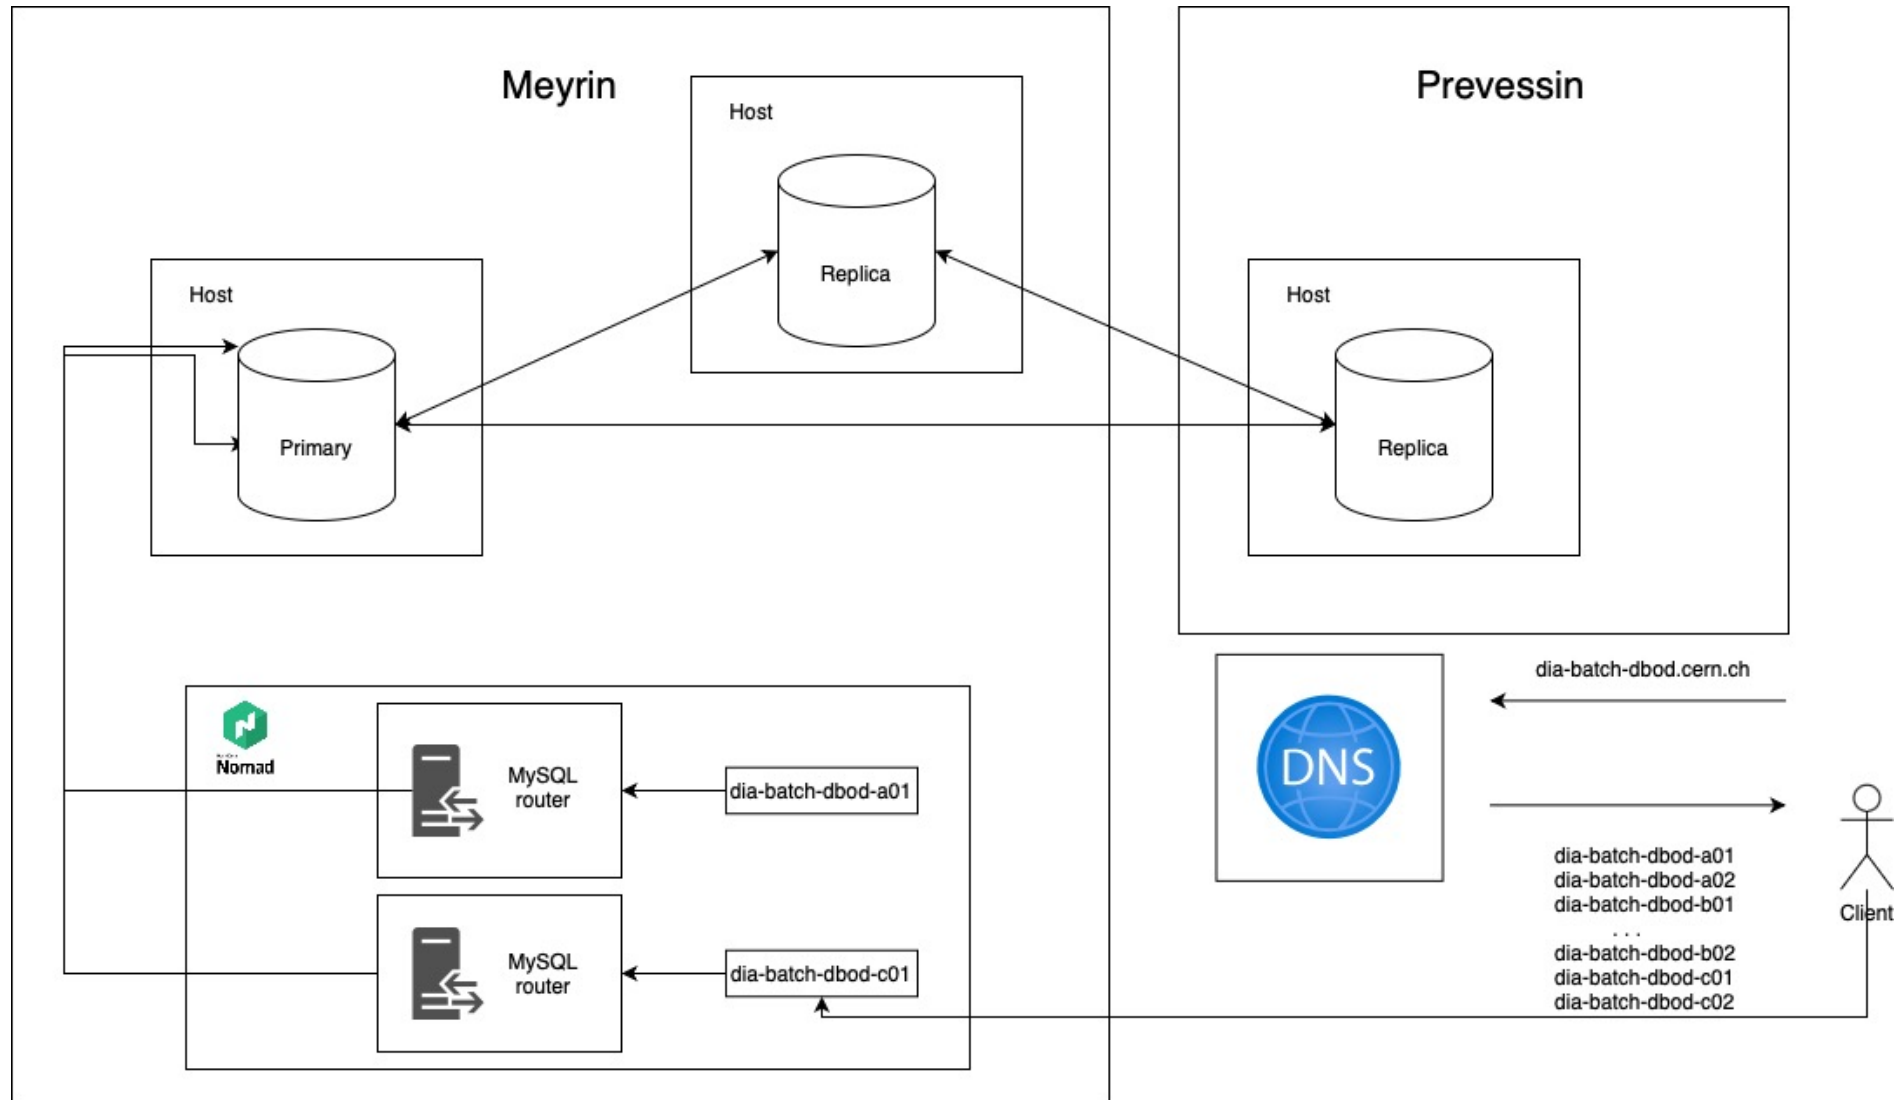 Meyrin
Prevessin
Host
Replica
Host
Primary
Host
Replica
dia-batch-dbod.cern.ch
Nomad
MySQL
router
dia-batch-dbod-a01
DNS
dia-batch-dbod-a01
dia-batch-dbod-a02
dia-batch-dbod-b01
. . .
dia-batch-dbod-b02
dia-batch-dbod-c01
dia-batch-dbod-c02
Client
MySQL
router
dia-batch-dbod-c01